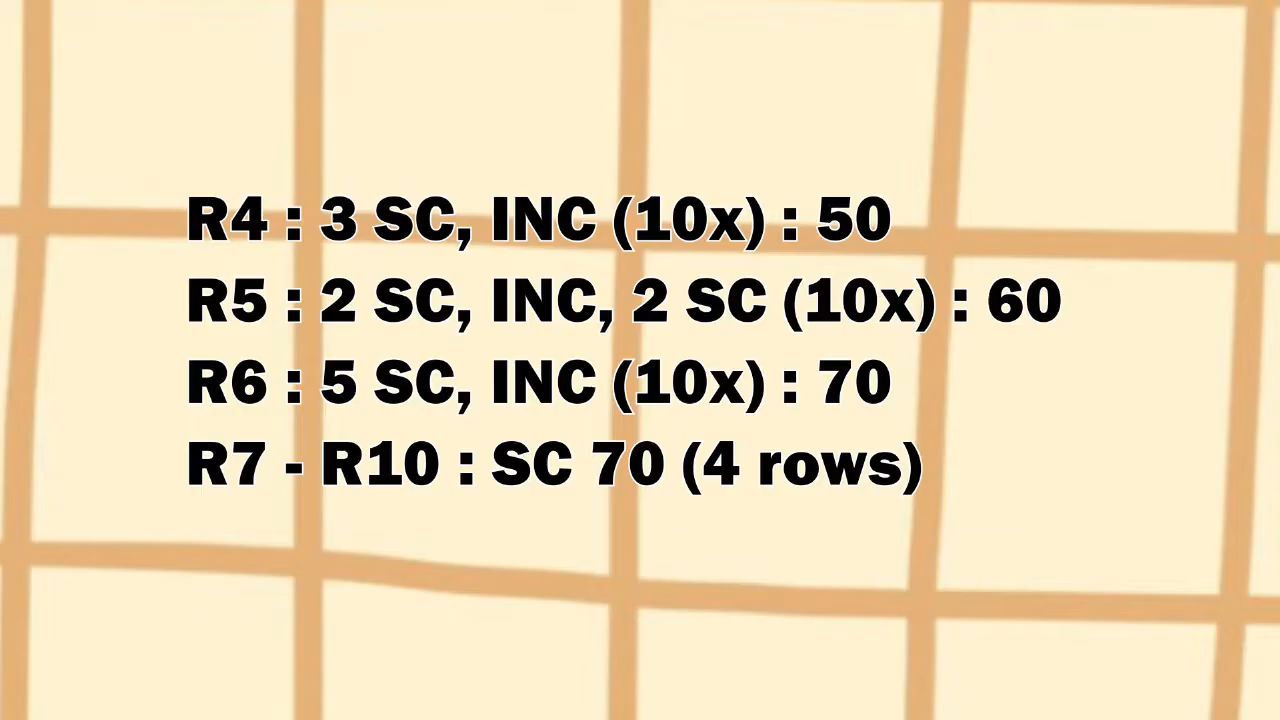 R4 : 3 SC, INC (10x) : 50
R5 : 2 SC, INC, 2 SC (10x) : 60
R6 : 5 SC, INC (10x) : 70
R7 - R10 : SC 70 (4 rows)